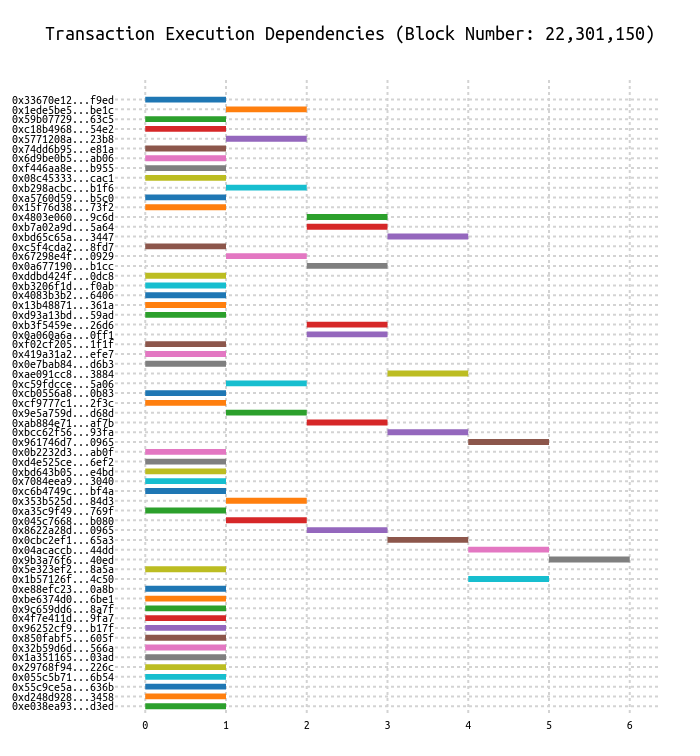 Transaction Execution Dependencies (Block Number: 22,301,150)
0x33670e12...f9ed
0x1ede5be5...be1c
0x59b07729...63c5
0xc18b4968...54e2
0x5771208a...23b8
0x74dd6b95...e81a
0x6d9be0b5...ab06
0xf446aa8e...b955
0x08c45333...cac1
0xb298acbc...b1f6
0xa5760d59...b5c0
0x15f76d38...73f2
0x4803e060...9c6d
0xb7a02a9d...5a64
0xbd65c65a...3447
0xc5f4cda2...8fd7
0x67298e4f...0929
0x0a677190...b1cc
0xddbd424f...0dc8
0xb3206f1d...f0ab
0x4083b3b2...6406
0x13b48871...361a
0xd93a13bd...59ad
0xb3f5459e...26d6
0x0a060a6a...0ff1
0xf02cf205...1f1f
0x419a31a2...efe7
0x0e7bab84...d6b3
0xae091cc8...3884
0xc59fdcce...5a06
0xcb0556a8...0b83
0xcf9777c1...2f3c
0x9e5a759d...d68d
0xab884e71...af7b
0xbcc62f56...93fa
0x961746d7...0965
0x0b2232d3...ab0f
0xd4e525ce...6ef2
0xbd643b05...e4bd
0x7084eea9...3040
0xc6b4749c...bf4a
0x353b525d...84d3
0xa35c9f49...769f
0x045c7668...b080
0x8622a28d...0965
0x0cbc2ef1...65a3
0x04acaccb...44dd
0x9b3a76f6...40ed
0x5e323ef2...8a5a
0x1b57126f...4c50
0xe88efc23...0a8b
0xbe6374d0...6be1
0x9c659dd6...8a7f
0x4f7e411d...9fa7
0x96252cf9...b17f
0x850fabf5...605f
0x32b59d6d...566a
0x1a351165...03ad
0x29768f94...226c
0x055c5b71...6b54
0x55c9ce5a...636b
0xd248d928...3458
0xe038ea93...d3ed
0 1 2 3 4 5 6